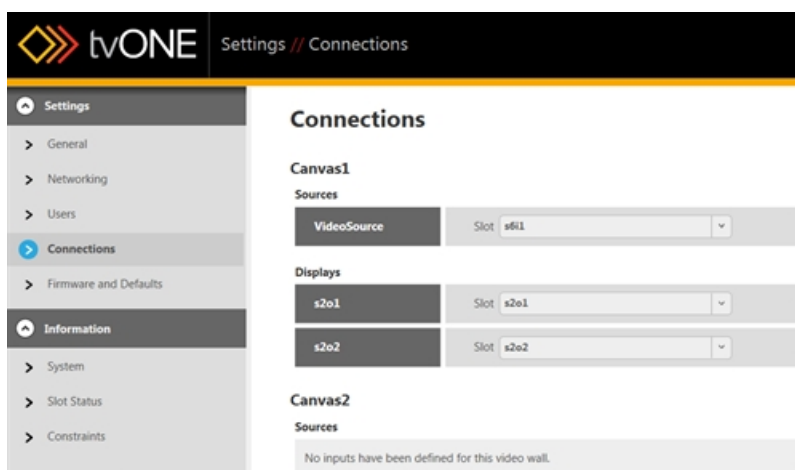 tvONE
Settings // Connections
Settings
General
Networking
Users
Connections
Firmware and Defaults
Information
System
Slot Status
Constraints
Connections
Canvas1
Sources
VideoSource Slot s6i1
Displays
s2o1 Slot s2o1
s2o2 Slot s2o2
Canvas2
Sources
No inputs have been defined for this video wall.